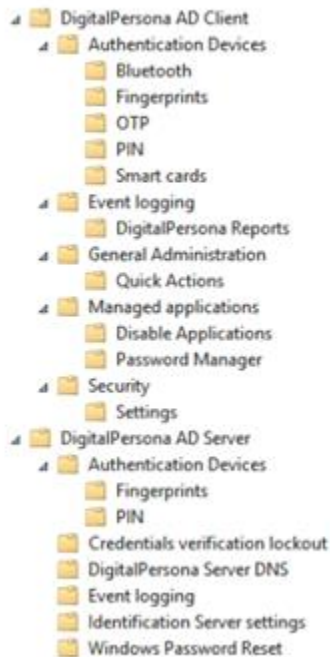 DigitalPersona AD Client
Authentication Devices
Bluetooth
Fingerprints
OTP
PIN
Smart cards
Event logging
DigitalPersona Reports
General Administration
Quick Actions
Managed applications
Disable Applications
Password Manager
Security
Settings
DigitalPersona AD Server
Authentication Devices
Fingerprints
PIN
Credentials verification lockout
DigitalPersona Server DNS
Event logging
Identification Server settings
Windows Password Reset